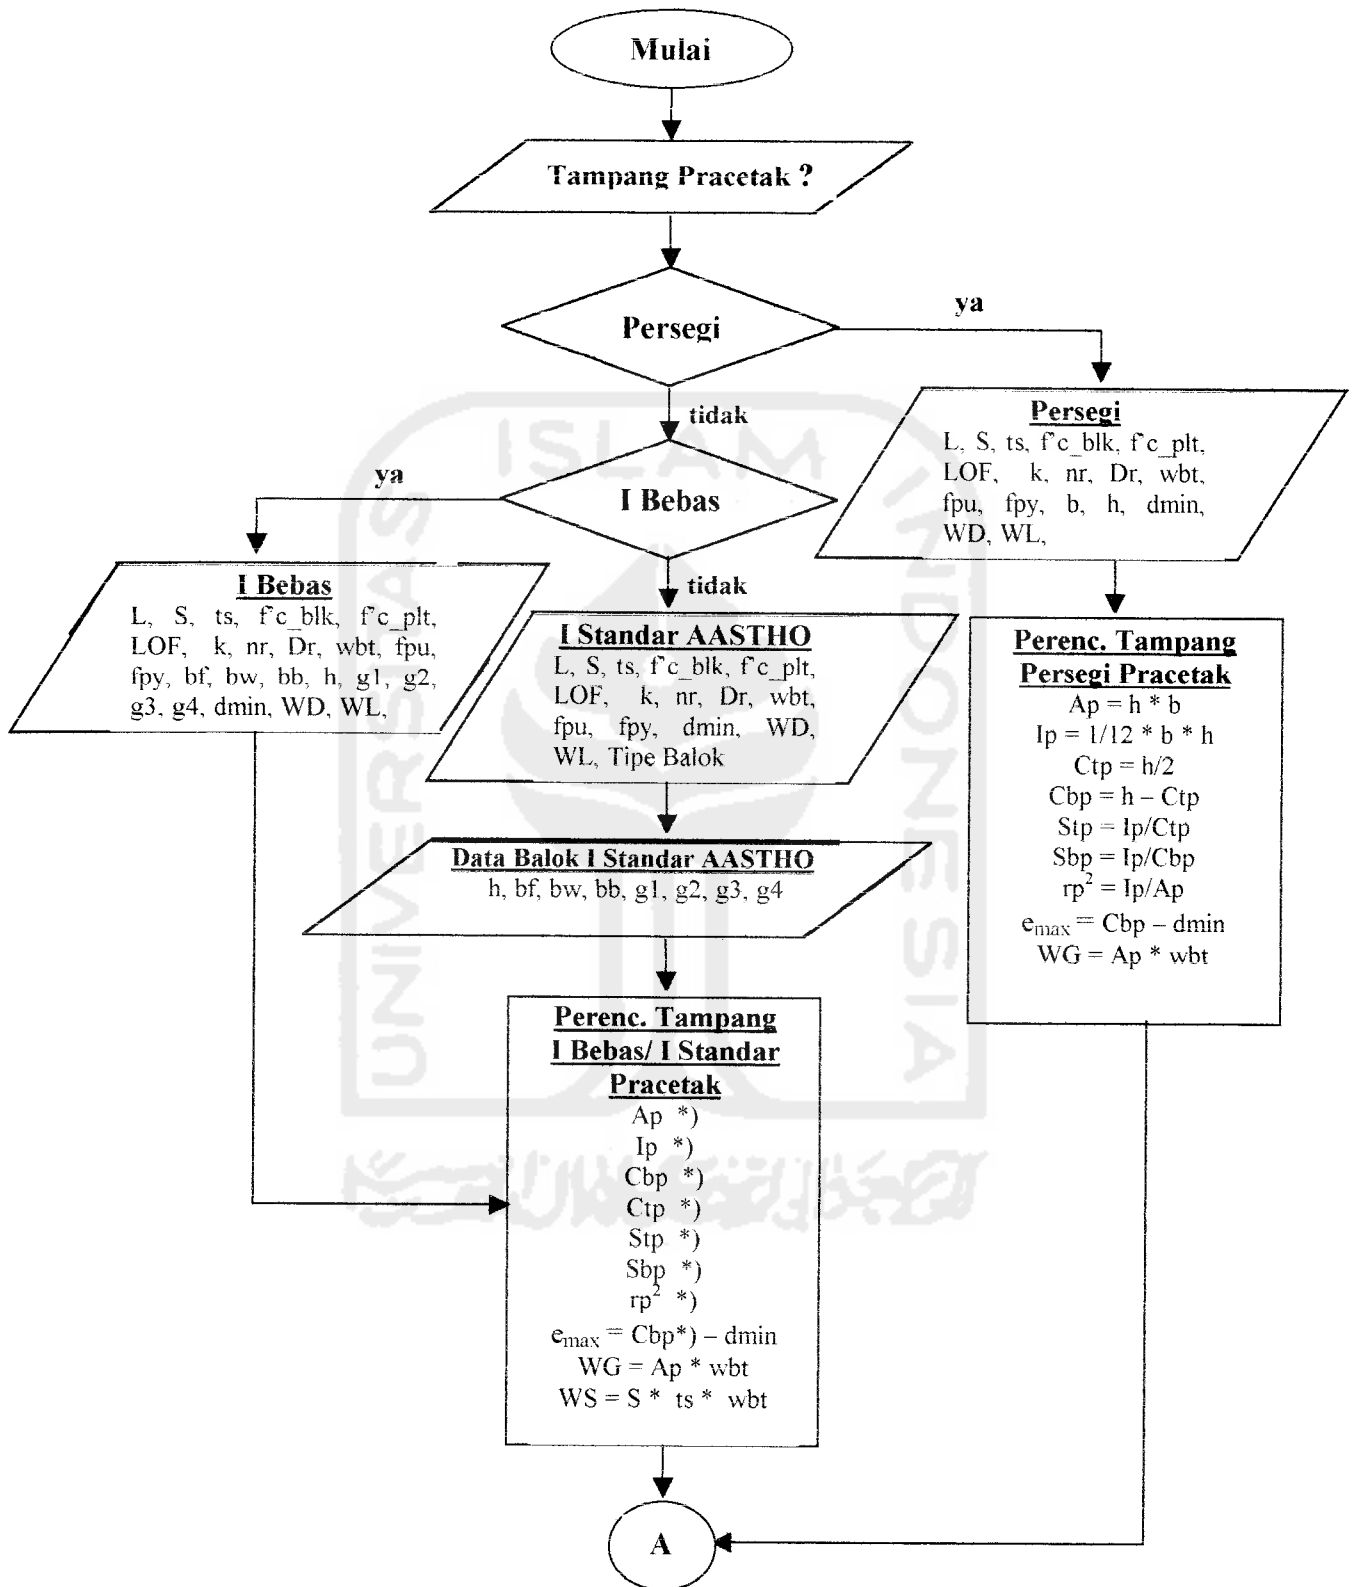 Mulai
Tampang Pracetak ?
Persegi
ya
tidak
Persegi
L, S, ts, f'c_blk, f'c_plt,
LOF, k, nr, Dr, wbt,
fpu, fpy, b, h, dmin,
WD, WL,
ya
I Bebas
tidak
I Bebas
L, S, ts, f'c_blk, f'c_plt,
LOF, k, nr, Dr, wbt, fpu,
fpy, bf, bw, bb, h, g1, g2,
g3, g4, dmin, WD, WL,
I Standar AASTHO
L, S, ts, f'c_blk, f'c_plt,
LOF, k, nr, Dr, wbt,
fpu, fpy, dmin, WD,
WL, Tipe Balok
Perenc. Tampang
Persegi Pracetak
Ap = h * b
Ip = 1/12 * b * h
Ctp = h/2
Cbp = h – Ctp
Stp = Ip/Ctp
Sbp = Ip/Cbp
rp² = Ip/Ap
e_max = Cbp – dmin
WG = Ap * wbt
Data Balok I Standar AASTHO
h, bf, bw, bb, g1, g2, g3, g4
Perenc. Tampang
I Bebas/ I Standar
Pracetak
Ap *)
Ip *)
Cbp *)
Ctp *)
Stp *)
Sbp *)
rp² *)
e_max = Cbp*) – dmin
WG = Ap * wbt
WS = S * ts * wbt
A
UNIVERSITAS
ISLAM
INDONESIA